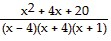 x2 + 4x + 20
(x − 4)(x + 4)(x + 1)